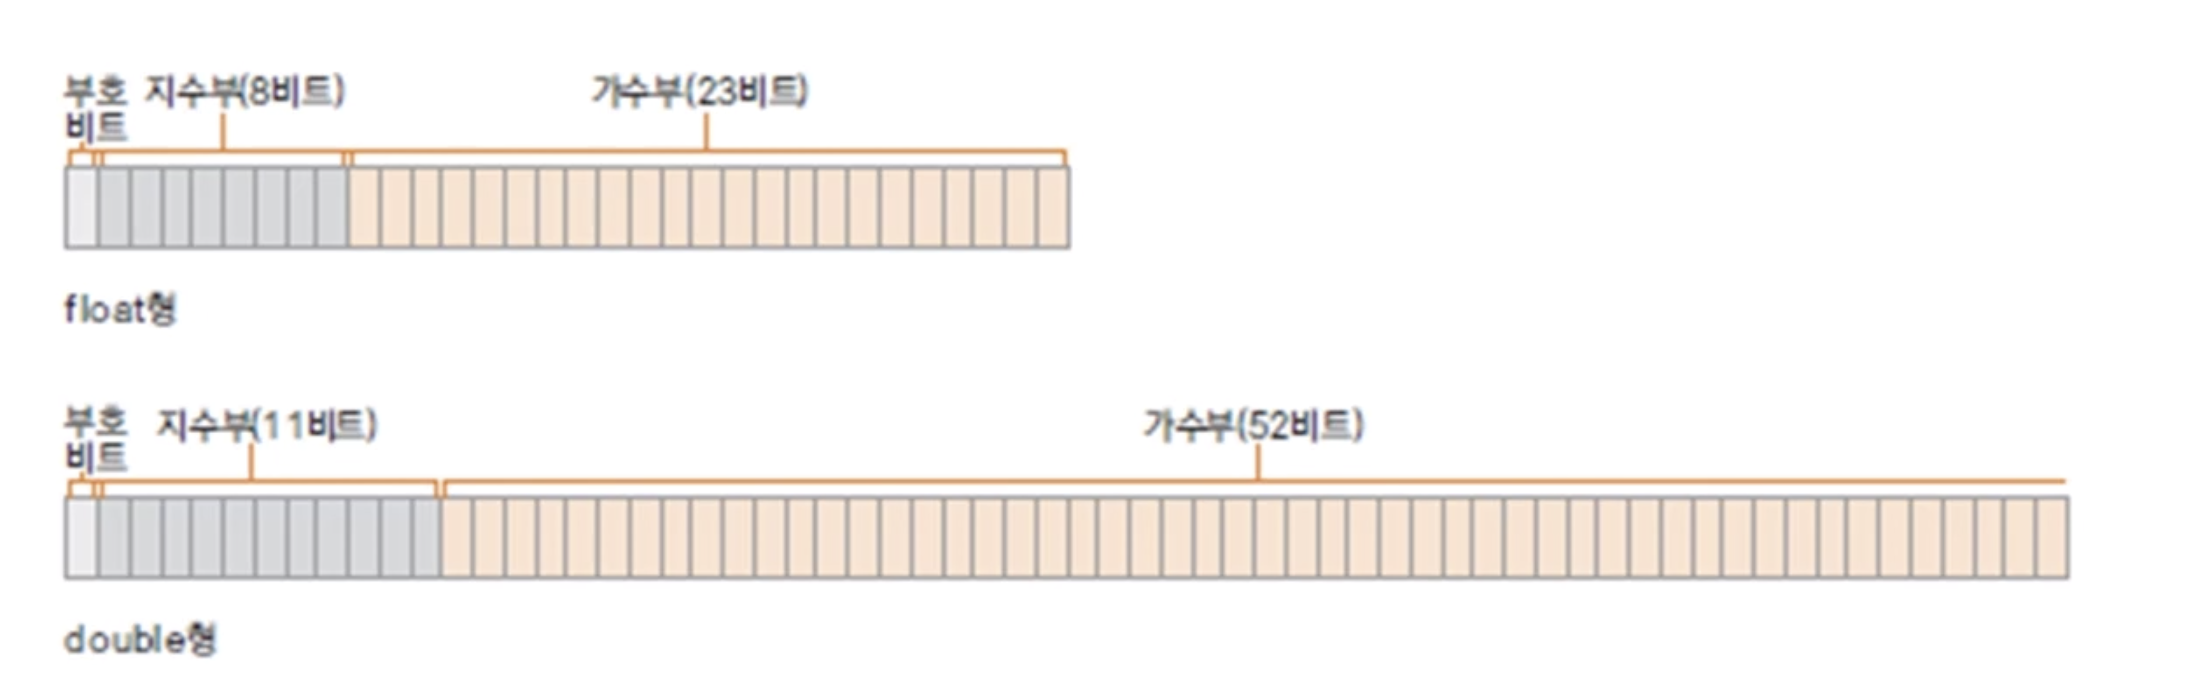 부호 지수부(8비트) 가수부(23비트)
비트
float형
부호 지수부(11비트) 가수부(52비트)
비트
double형